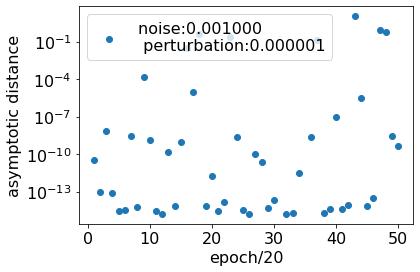 noise:0.001000
perturbation:0.000001
asymptotic distance
10⁻¹
10⁻⁴
10⁻⁷
10⁻¹⁰
10⁻¹³
0 10 20 30 40 50
epoch/20